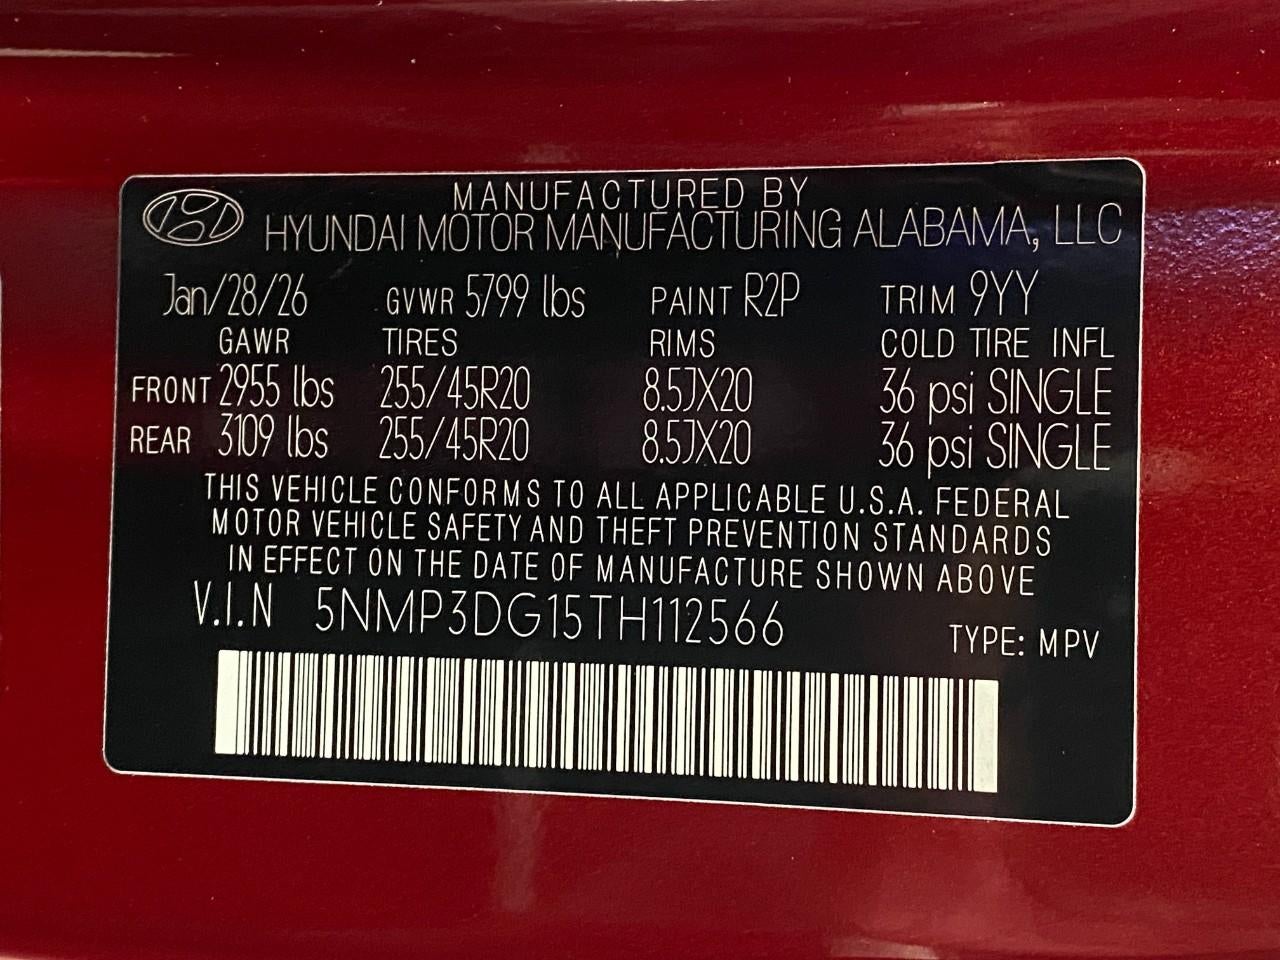 MANUFACTURED BY
HYUNDAI MOTOR MANUFACTURING ALABAMA, LLC
Jan/28/26 GVWR 5799 lbs PAINT R2P TRIM 9YY
GAWR TIRES RIMS COLD TIRE INFL
FRONT 2955 lbs 255/45R20 8.5JX20 36 psi SINGLE
REAR 3109 lbs 255/45R20 8.5JX20 36 psi SINGLE
THIS VEHICLE CONFORMS TO ALL APPLICABLE U.S.A. FEDERAL
MOTOR VEHICLE SAFETY AND THEFT PREVENTION STANDARDS
IN EFFECT ON THE DATE OF MANUFACTURE SHOWN ABOVE
V.I.N 5NMP3DG15TH112566 TYPE: MPV